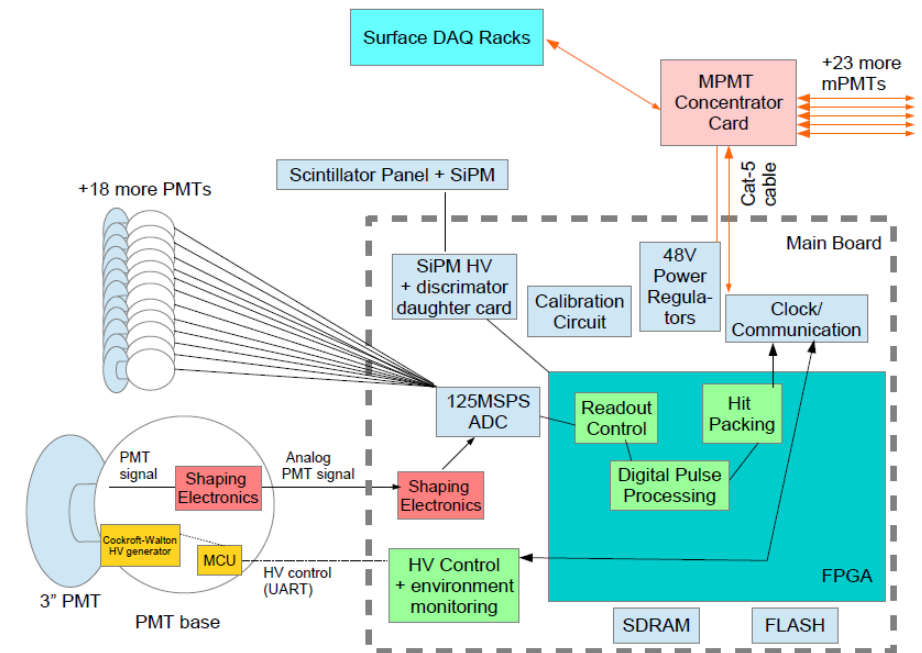 Surface DAQ Racks
MPMT
Concentrator
Card
+23 more
mPMTs
Cat-5
cable
Scintillator Panel + SiPM
+18 more PMTs
Main Board
SiPM HV
+ discrimator
daughter card
Calibration
Circuit
48V
Power
Regula-
tors
Clock/
Communication
125MSPS
ADC
Readout
Control
Hit
Packing
Digital Pulse
Processing
FPGA
PMT
signal
Shaping
Electronics
Analog
PMT signal
Shaping
Electronics
Cockroft-Walton
HV generator
MCU
HV control
(UART)
HV Control
+ environment
monitoring
3” PMT
PMT base
SDRAM
FLASH